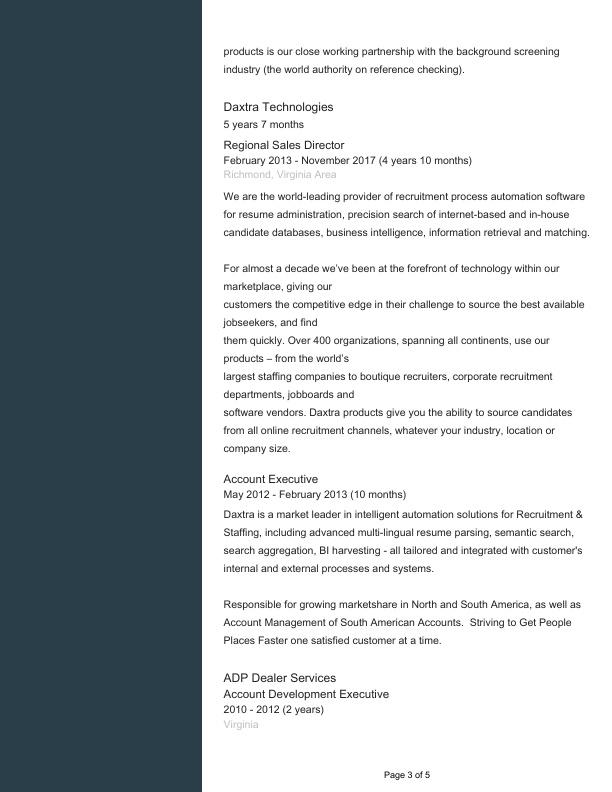 products is our close working partnership with the background screening
industry (the world authority on reference checking).
Daxtra Technologies
5 years 7 months
Regional Sales Director
February 2013 - November 2017 (4 years 10 months)
Richmond, Virginia Area
We are the world-leading provider of recruitment process automation software
for resume administration, precision search of internet-based and in-house
candidate databases, business intelligence, information retrieval and matching.
For almost a decade we've been at the forefront of technology within our
marketplace, giving our
customers the competitive edge in their challenge to source the best available
jobseekers, and find
them quickly. Over 400 organizations, spanning all continents, use our
products – from the world's
largest staffing companies to boutique recruiters, corporate recruitment
departments, jobboards and
software vendors. Daxtra products give you the ability to source candidates
from all online recruitment channels, whatever your industry, location or
company size.
Account Executive
May 2012 - February 2013 (10 months)
Daxtra is a market leader in intelligent automation solutions for Recruitment &
Staffing, including advanced multi-lingual resume parsing, semantic search,
search aggregation, BI harvesting - all tailored and integrated with customer's
internal and external processes and systems.
Responsible for growing marketshare in North and South America, as well as
Account Management of South American Accounts.  Striving to Get People
Places Faster one satisfied customer at a time.
ADP Dealer Services
Account Development Executive
2010 - 2012 (2 years)
Virginia
Page 3 of 5